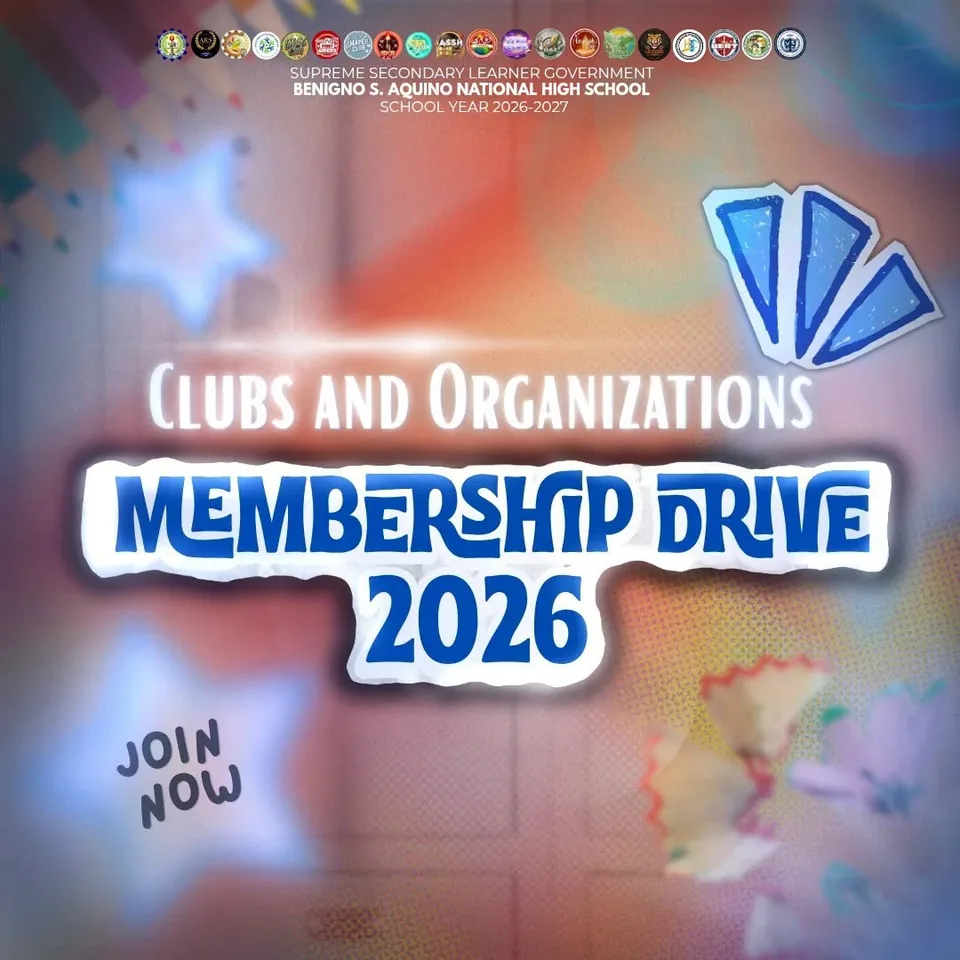 SUPREME SECONDARY LEARNER GOVERNMENT
BENIGNO S. AQUINO NATIONAL HIGH SCHOOL
SCHOOL YEAR 2026-2027
CLUBS AND ORGANIZATIONS
MEMBERSHIP DRIVE
2026
JOIN
NOW